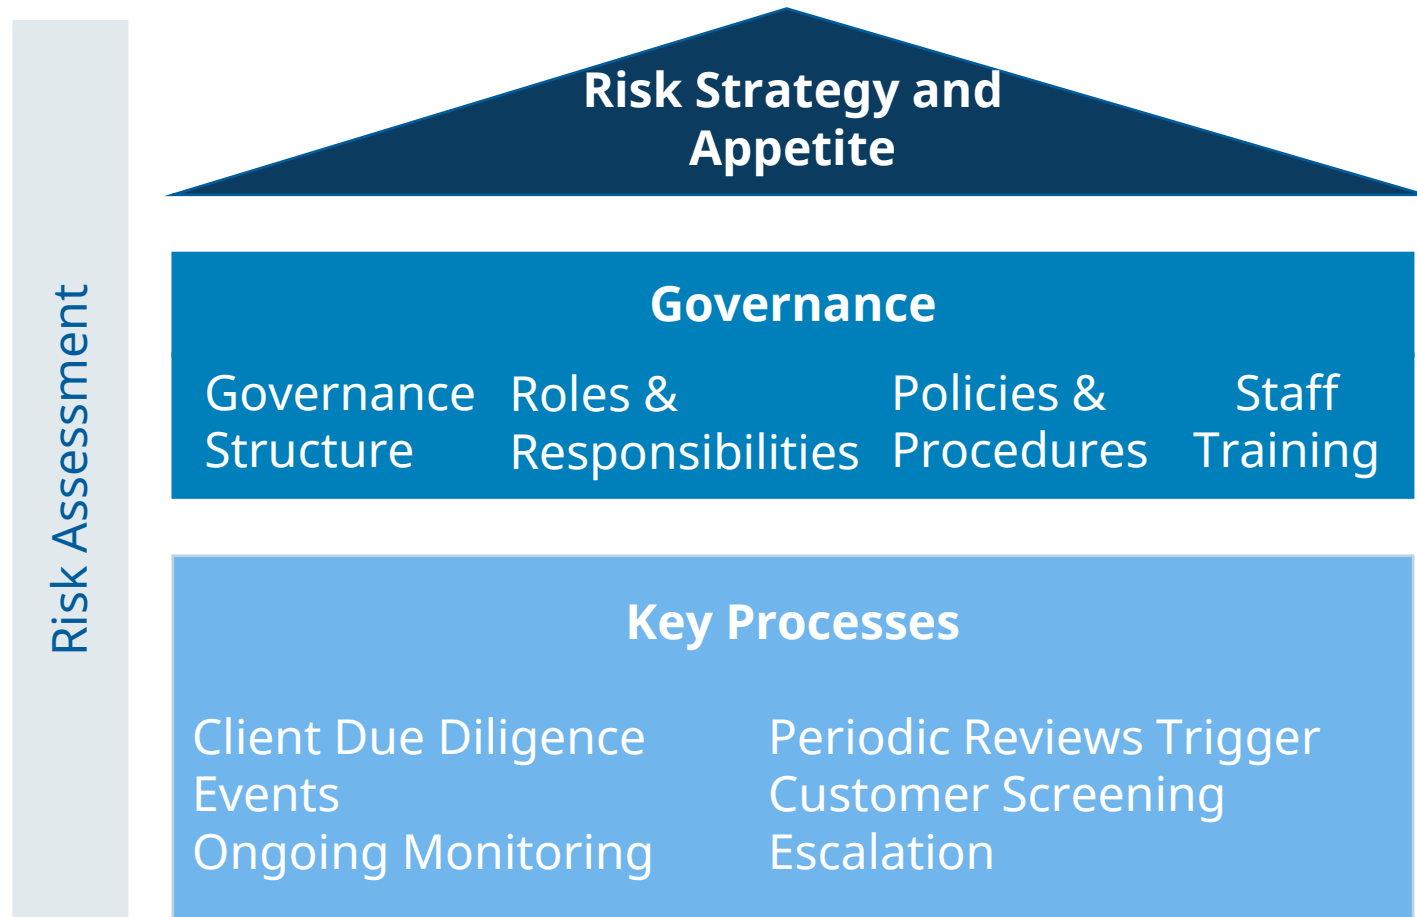 Risk Assessment
Risk Strategy and
Appetite
Governance
Governance
Structure
Roles &
Responsibilities
Policies &
Procedures
Staff
Training
Key Processes
Client Due Diligence
Events
Ongoing Monitoring
Periodic Reviews Trigger
Customer Screening
Escalation